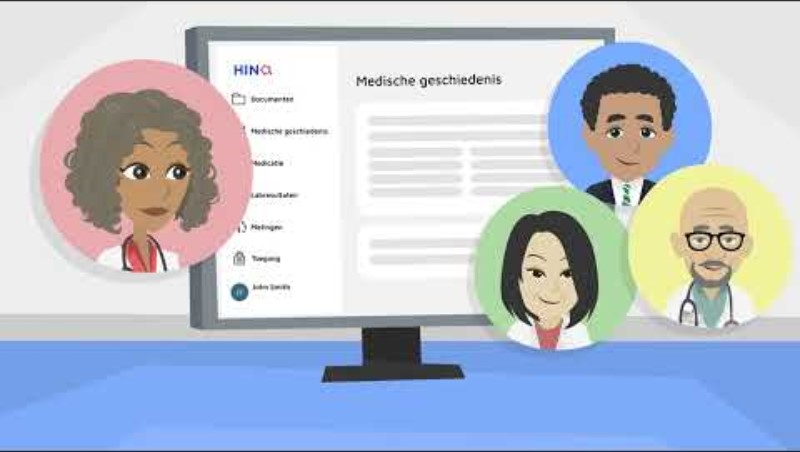 HINQ
Medische geschiedenis
Documenten
Medische geschiedenis
Medicatie
Labresultaten
Metingen
Toegang
John Smith